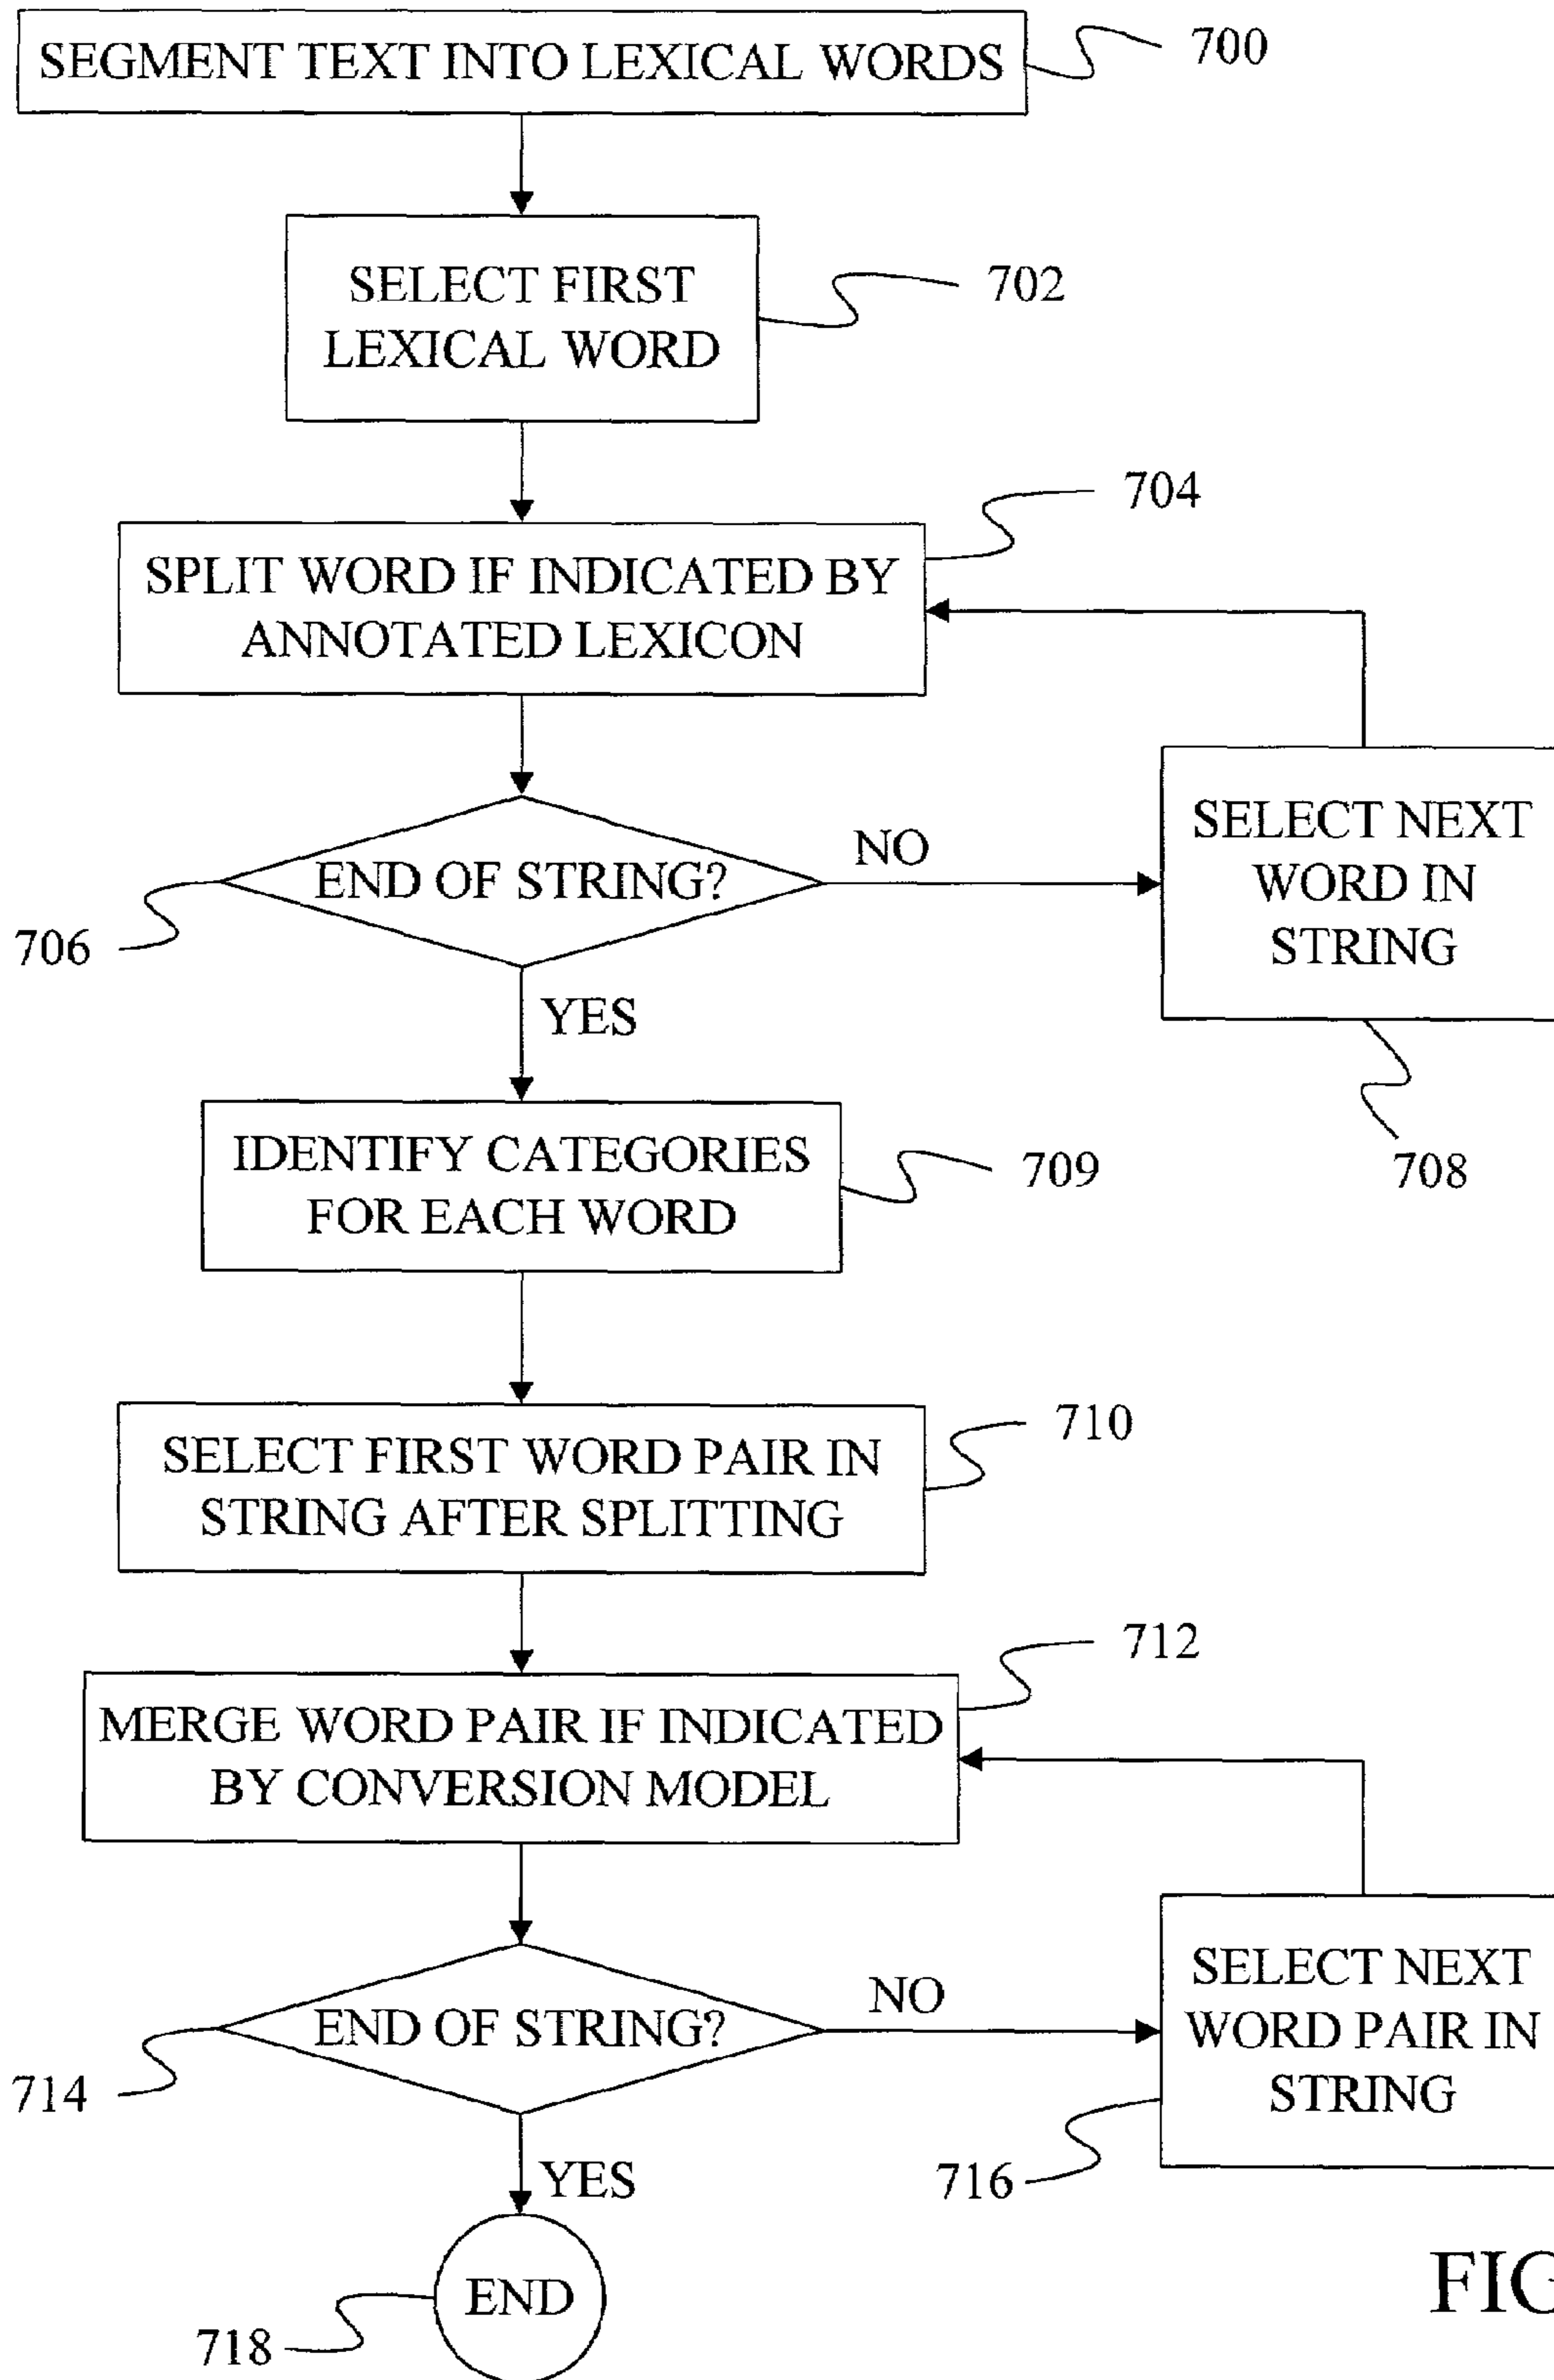 SEGMENT TEXT INTO LEXICAL WORDS
700
SELECT FIRST
LEXICAL WORD
702
704
SPLIT WORD IF INDICATED BY
ANNOTATED LEXICON
END OF STRING?
NO
706
SELECT NEXT
WORD IN
STRING
708
YES
IDENTIFY CATEGORIES
FOR EACH WORD
709
710
SELECT FIRST WORD PAIR IN
STRING AFTER SPLITTING
712
MERGE WORD PAIR IF INDICATED
BY CONVERSION MODEL
END OF STRING?
NO
714
SELECT NEXT
WORD PAIR IN
STRING
716
YES
END
718
FIG